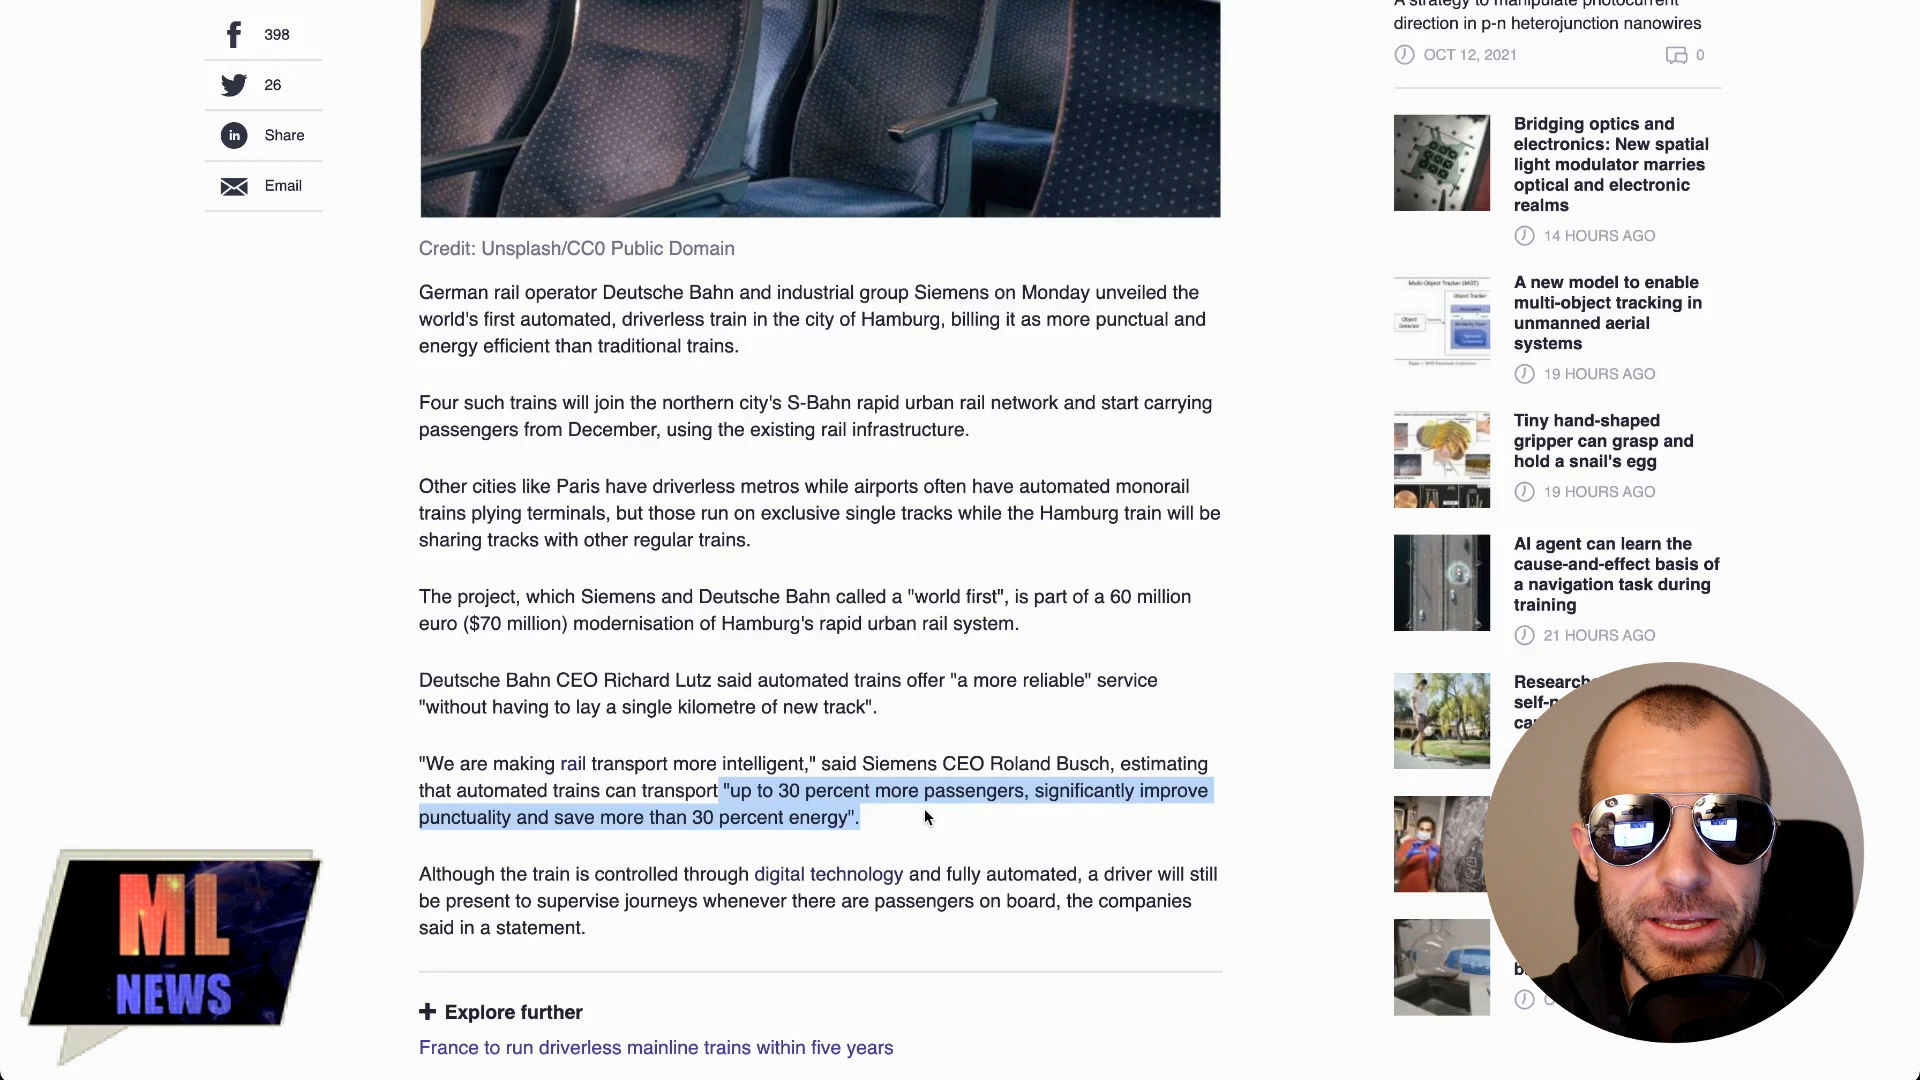 398
26
Share
Email
Credit: Unsplash/CC0 Public Domain
German rail operator Deutsche Bahn and industrial group Siemens on Monday unveiled the
world's first automated, driverless train in the city of Hamburg, billing it as more punctual and
energy efficient than traditional trains.
Four such trains will join the northern city's S-Bahn rapid urban rail network and start carrying
passengers from December, using the existing rail infrastructure.
Other cities like Paris have driverless metros while airports often have automated monorail
trains plying terminals, but those run on exclusive single tracks while the Hamburg train will be
sharing tracks with other regular trains.
The project, which Siemens and Deutsche Bahn called a "world first", is part of a 60 million
euro ($70 million) modernisation of Hamburg's rapid urban rail system.
Deutsche Bahn CEO Richard Lutz said automated trains offer "a more reliable" service
"without having to lay a single kilometre of new track".
"We are making rail transport more intelligent," said Siemens CEO Roland Busch, estimating
that automated trains can transport "up to 30 percent more passengers, significantly improve
punctuality and save more than 30 percent energy".
Although the train is controlled through digital technology and fully automated, a driver will still
be present to supervise journeys whenever there are passengers on board, the companies
said in a statement.
Explore further
France to run driverless mainline trains within five years
A strategy to manipulate photocurrent
direction in p-n heterojunction nanowires
OCT 12, 2021
0
Bridging optics and
electronics: New spatial
light modulator marries
optical and electronic
realms
14 HOURS AGO
A new model to enable
multi-object tracking in
unmanned aerial
systems
19 HOURS AGO
Tiny hand-shaped
gripper can grasp and
hold a snail's egg
19 HOURS AGO
AI agent can learn the
cause-and-effect basis of
a navigation task during
training
21 HOURS AGO
ML
NEWS